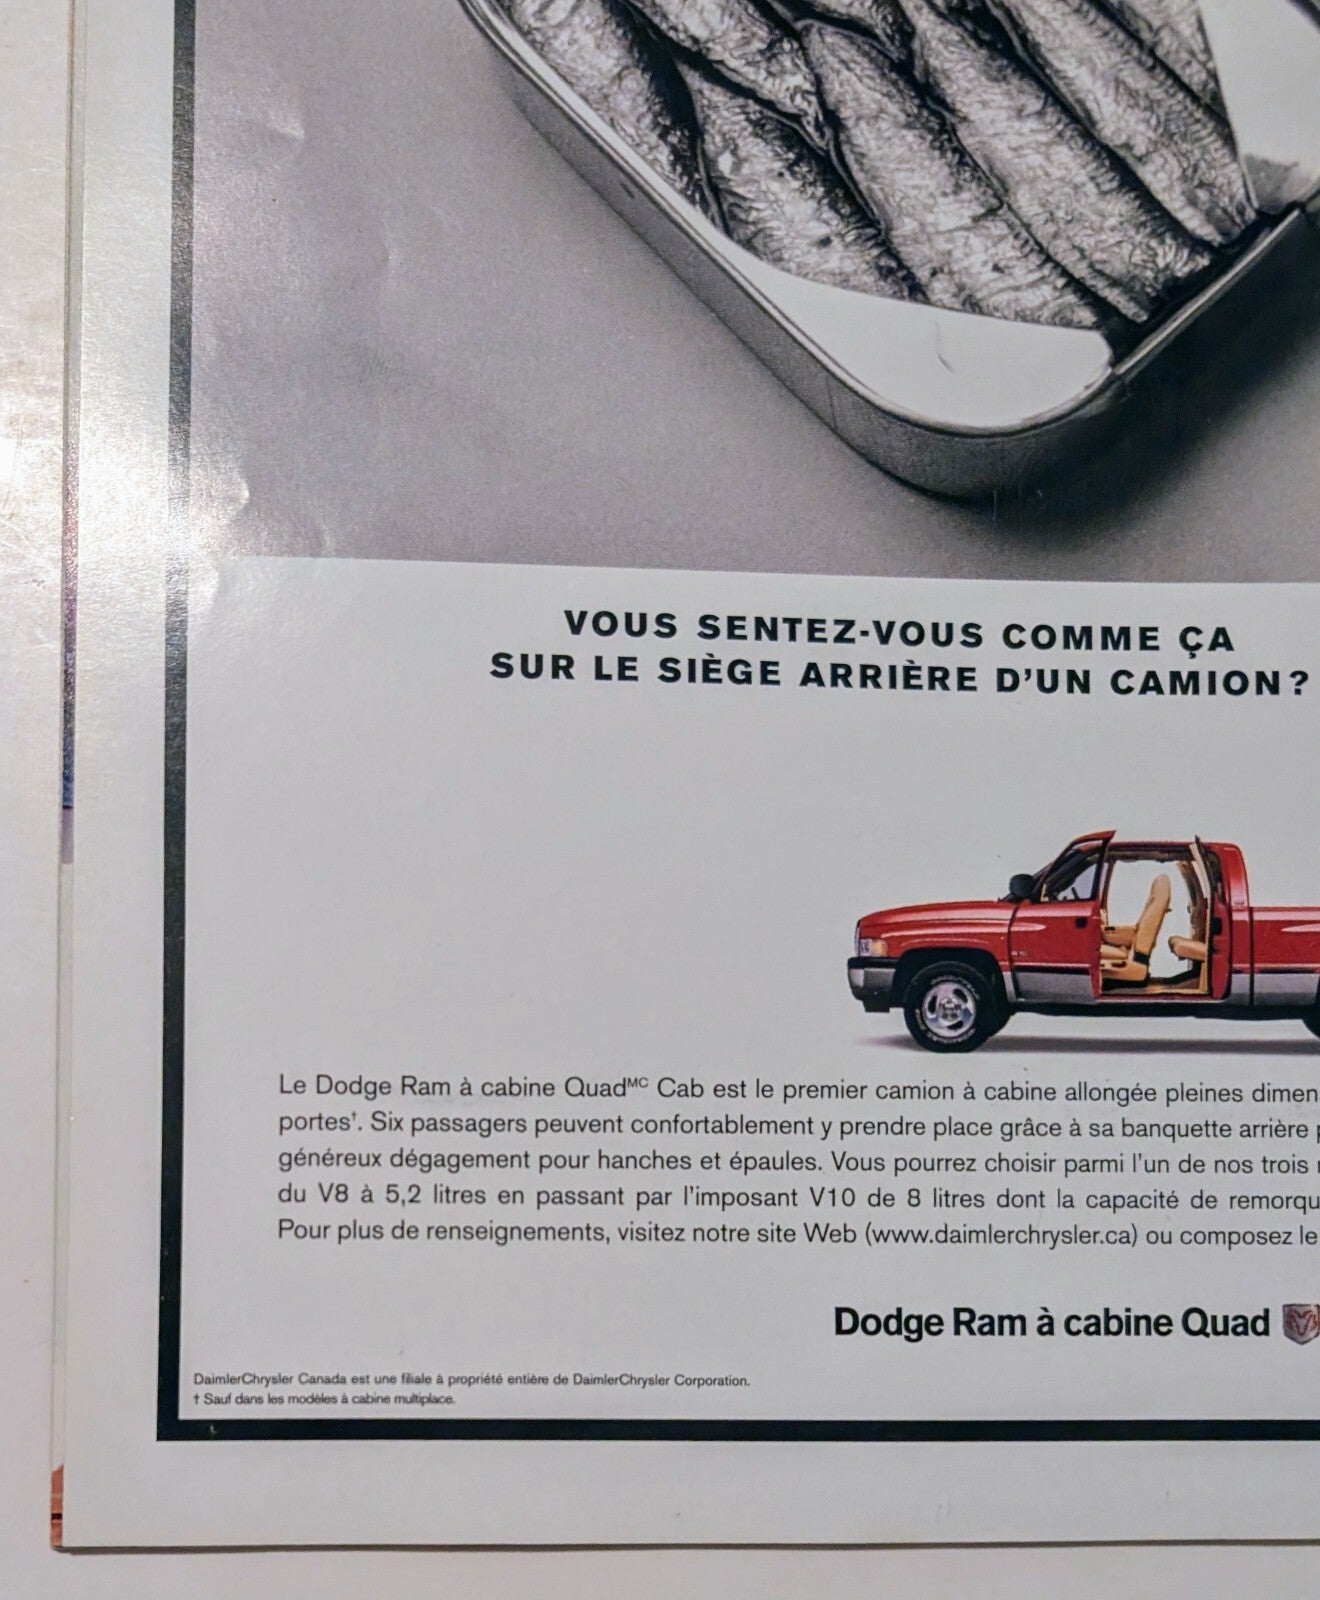 VOUS SENTEZ-VOUS COMME ÇA
SUR LE SIÈGE ARRIÈRE D'UN CAMION?
Le Dodge Ram à cabine Quadᴹᶜ Cab est le premier camion à cabine allongée pleines dimen
portes†. Six passagers peuvent confortablement y prendre place grâce à sa banquette arrière p
généreux dégagement pour hanches et épaules. Vous pourrez choisir parmi l'un de nos trois
du V8 à 5,2 litres en passant par l'imposant V10 de 8 litres dont la capacité de remorqu
Pour plus de renseignements, visitez notre site Web (www.daimlerchrysler.ca) ou composez le
Dodge Ram à cabine Quad
DaimlerChrysler Canada est une filiale à propriété entière de DaimlerChrysler Corporation.
† Sauf dans les modèles à cabine multiplace.